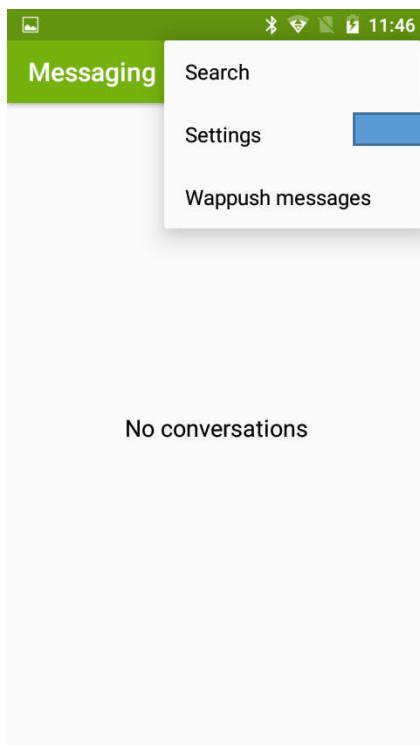 11:46
Messaging
Search
Settings
Wappush messages
No conversations